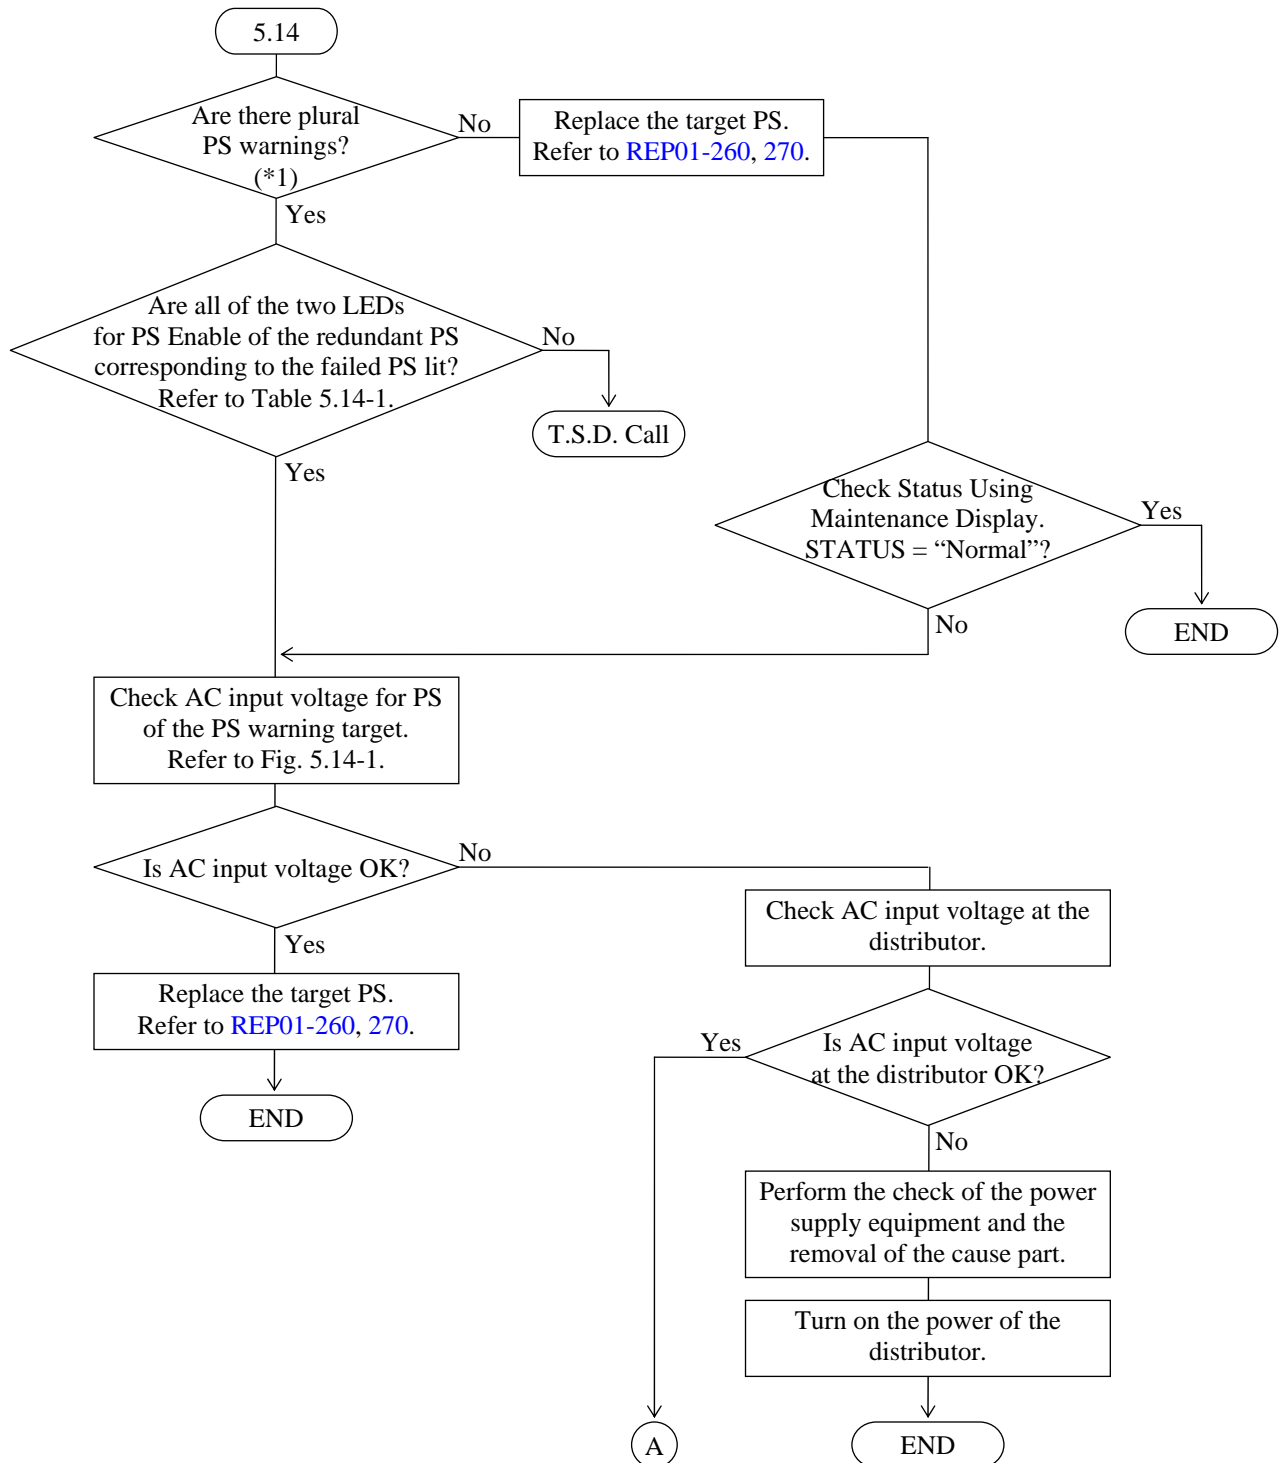 5.14
Are there plural
PS warnings?
(*1)
No
Replace the target PS.
Refer to REP01-260, 270.
Yes
Are all of the two LEDs
for PS Enable of the redundant PS
corresponding to the failed PS lit?
Refer to Table 5.14-1.
No
T.S.D. Call
Yes
Check Status Using
Maintenance Display.
STATUS = “Normal”?
Yes
END
No
Check AC input voltage for PS
of the PS warning target.
Refer to Fig. 5.14-1.
Is AC input voltage OK?
No
Yes
Replace the target PS.
Refer to REP01-260, 270.
END
Check AC input voltage at the
distributor.
Is AC input voltage
at the distributor OK?
Yes
No
Perform the check of the power
supply equipment and the
removal of the cause part.
Turn on the power of the
distributor.
A
END